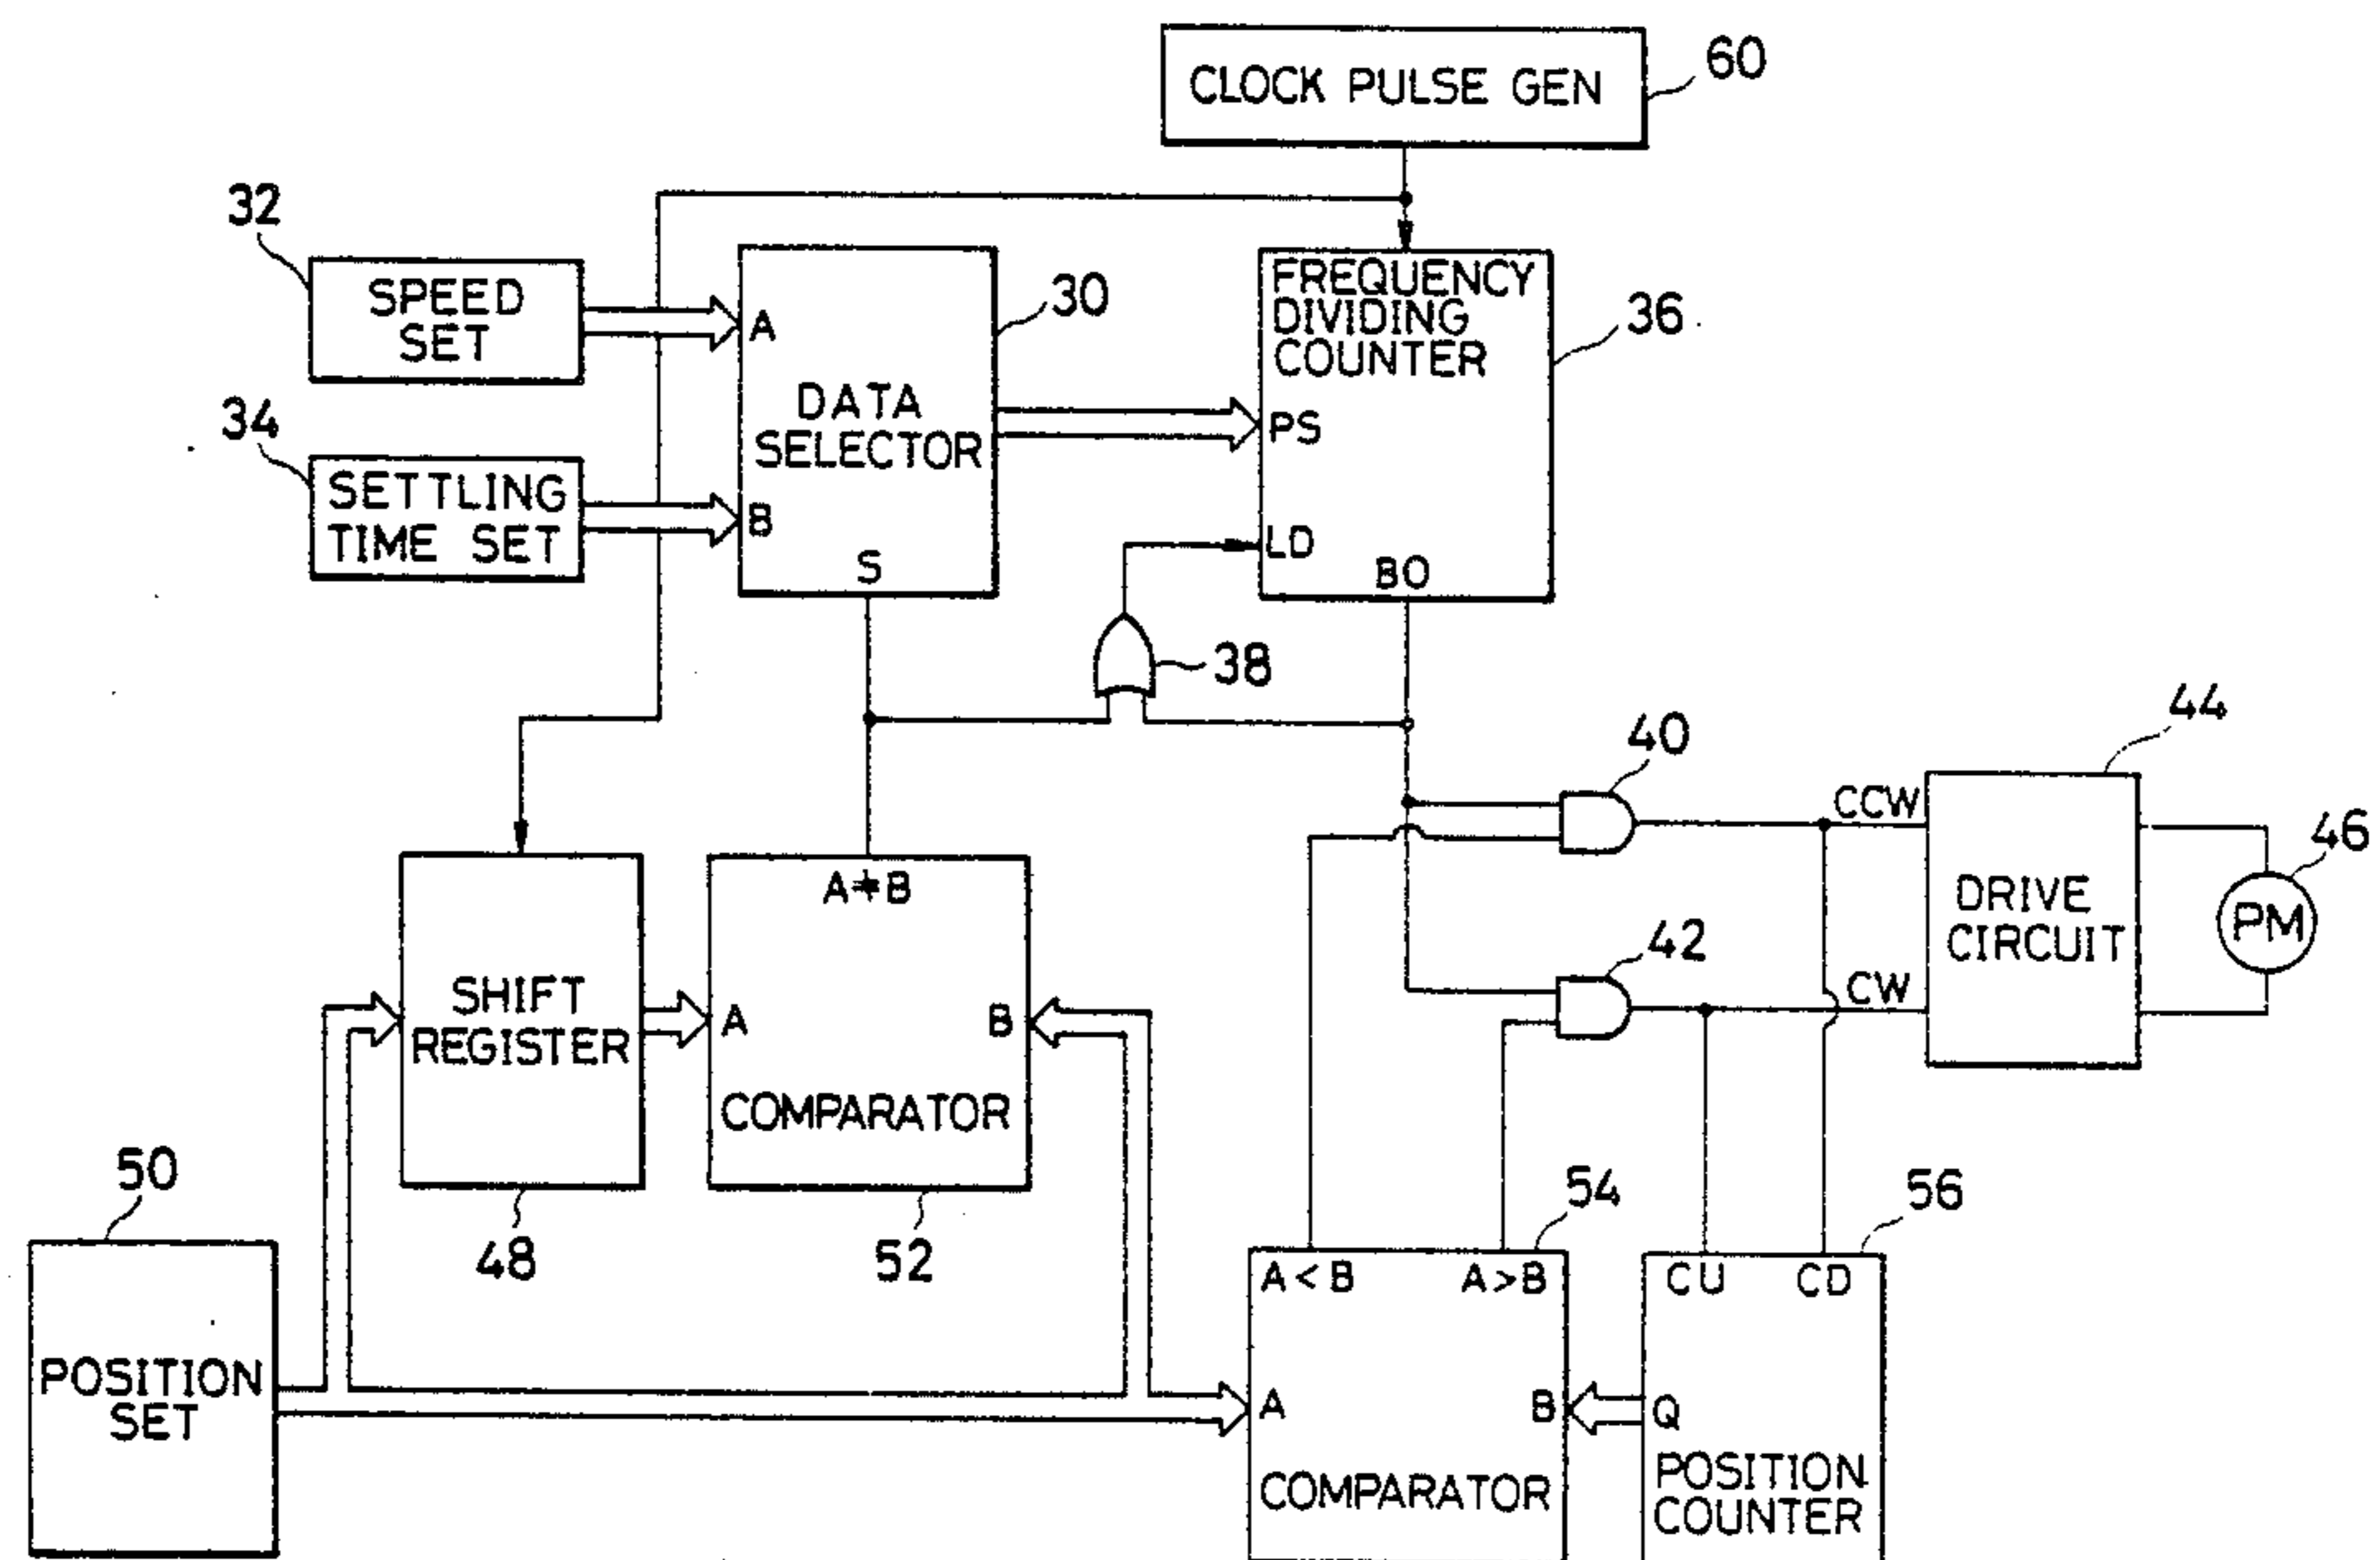 CLOCK PULSE GEN
60
32
SPEED
SET
A
30
DATA
SELECTOR
FREQUENCY
DIVIDING
COUNTER
36
PS
34
SETTLING
TIME SET
B
S
LD
BO
38
40
44
CCW
46
A≠B
DRIVE
CIRCUIT
PM
42
CW
SHIFT
REGISTER
A
B
COMPARATOR
50
48
52
54
56
A<B
A>B
CU
CD
POSITION
SET
A
B
Q
COMPARATOR
POSITION
COUNTER